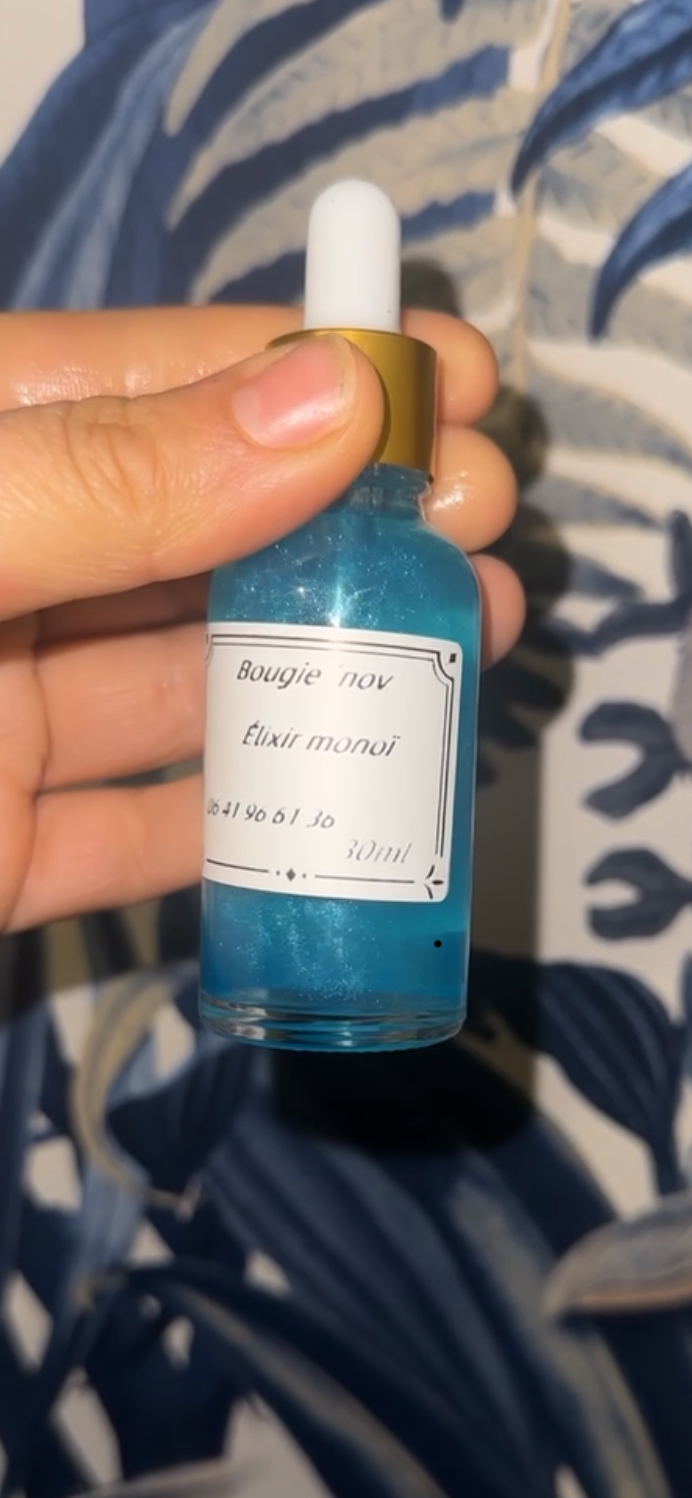 Bougie 'nov
Élixir monoï
06 41 96 61 36
30ml